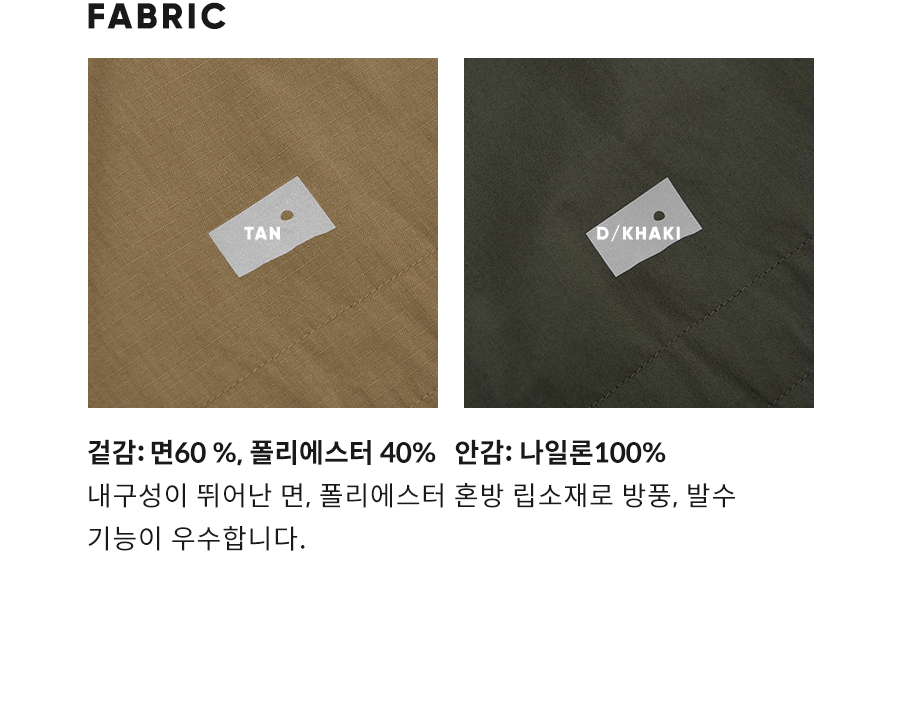 FABRIC
TAN
D/KHAKI
겉감: 면60 %, 폴리에스터 40% 안감: 나일론100%
내구성이 뛰어난 면, 폴리에스터 혼방 립소재로 방풍, 발수
기능이 우수합니다.